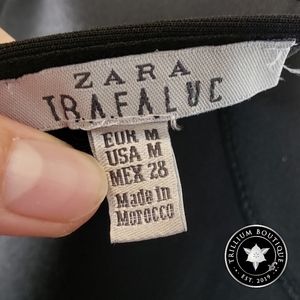 ZARA
TRAFALUC
EUR M
USA M
MEX 28
Made in
Morocco
TRILLIUM BOUTIQUE
EST. 2019